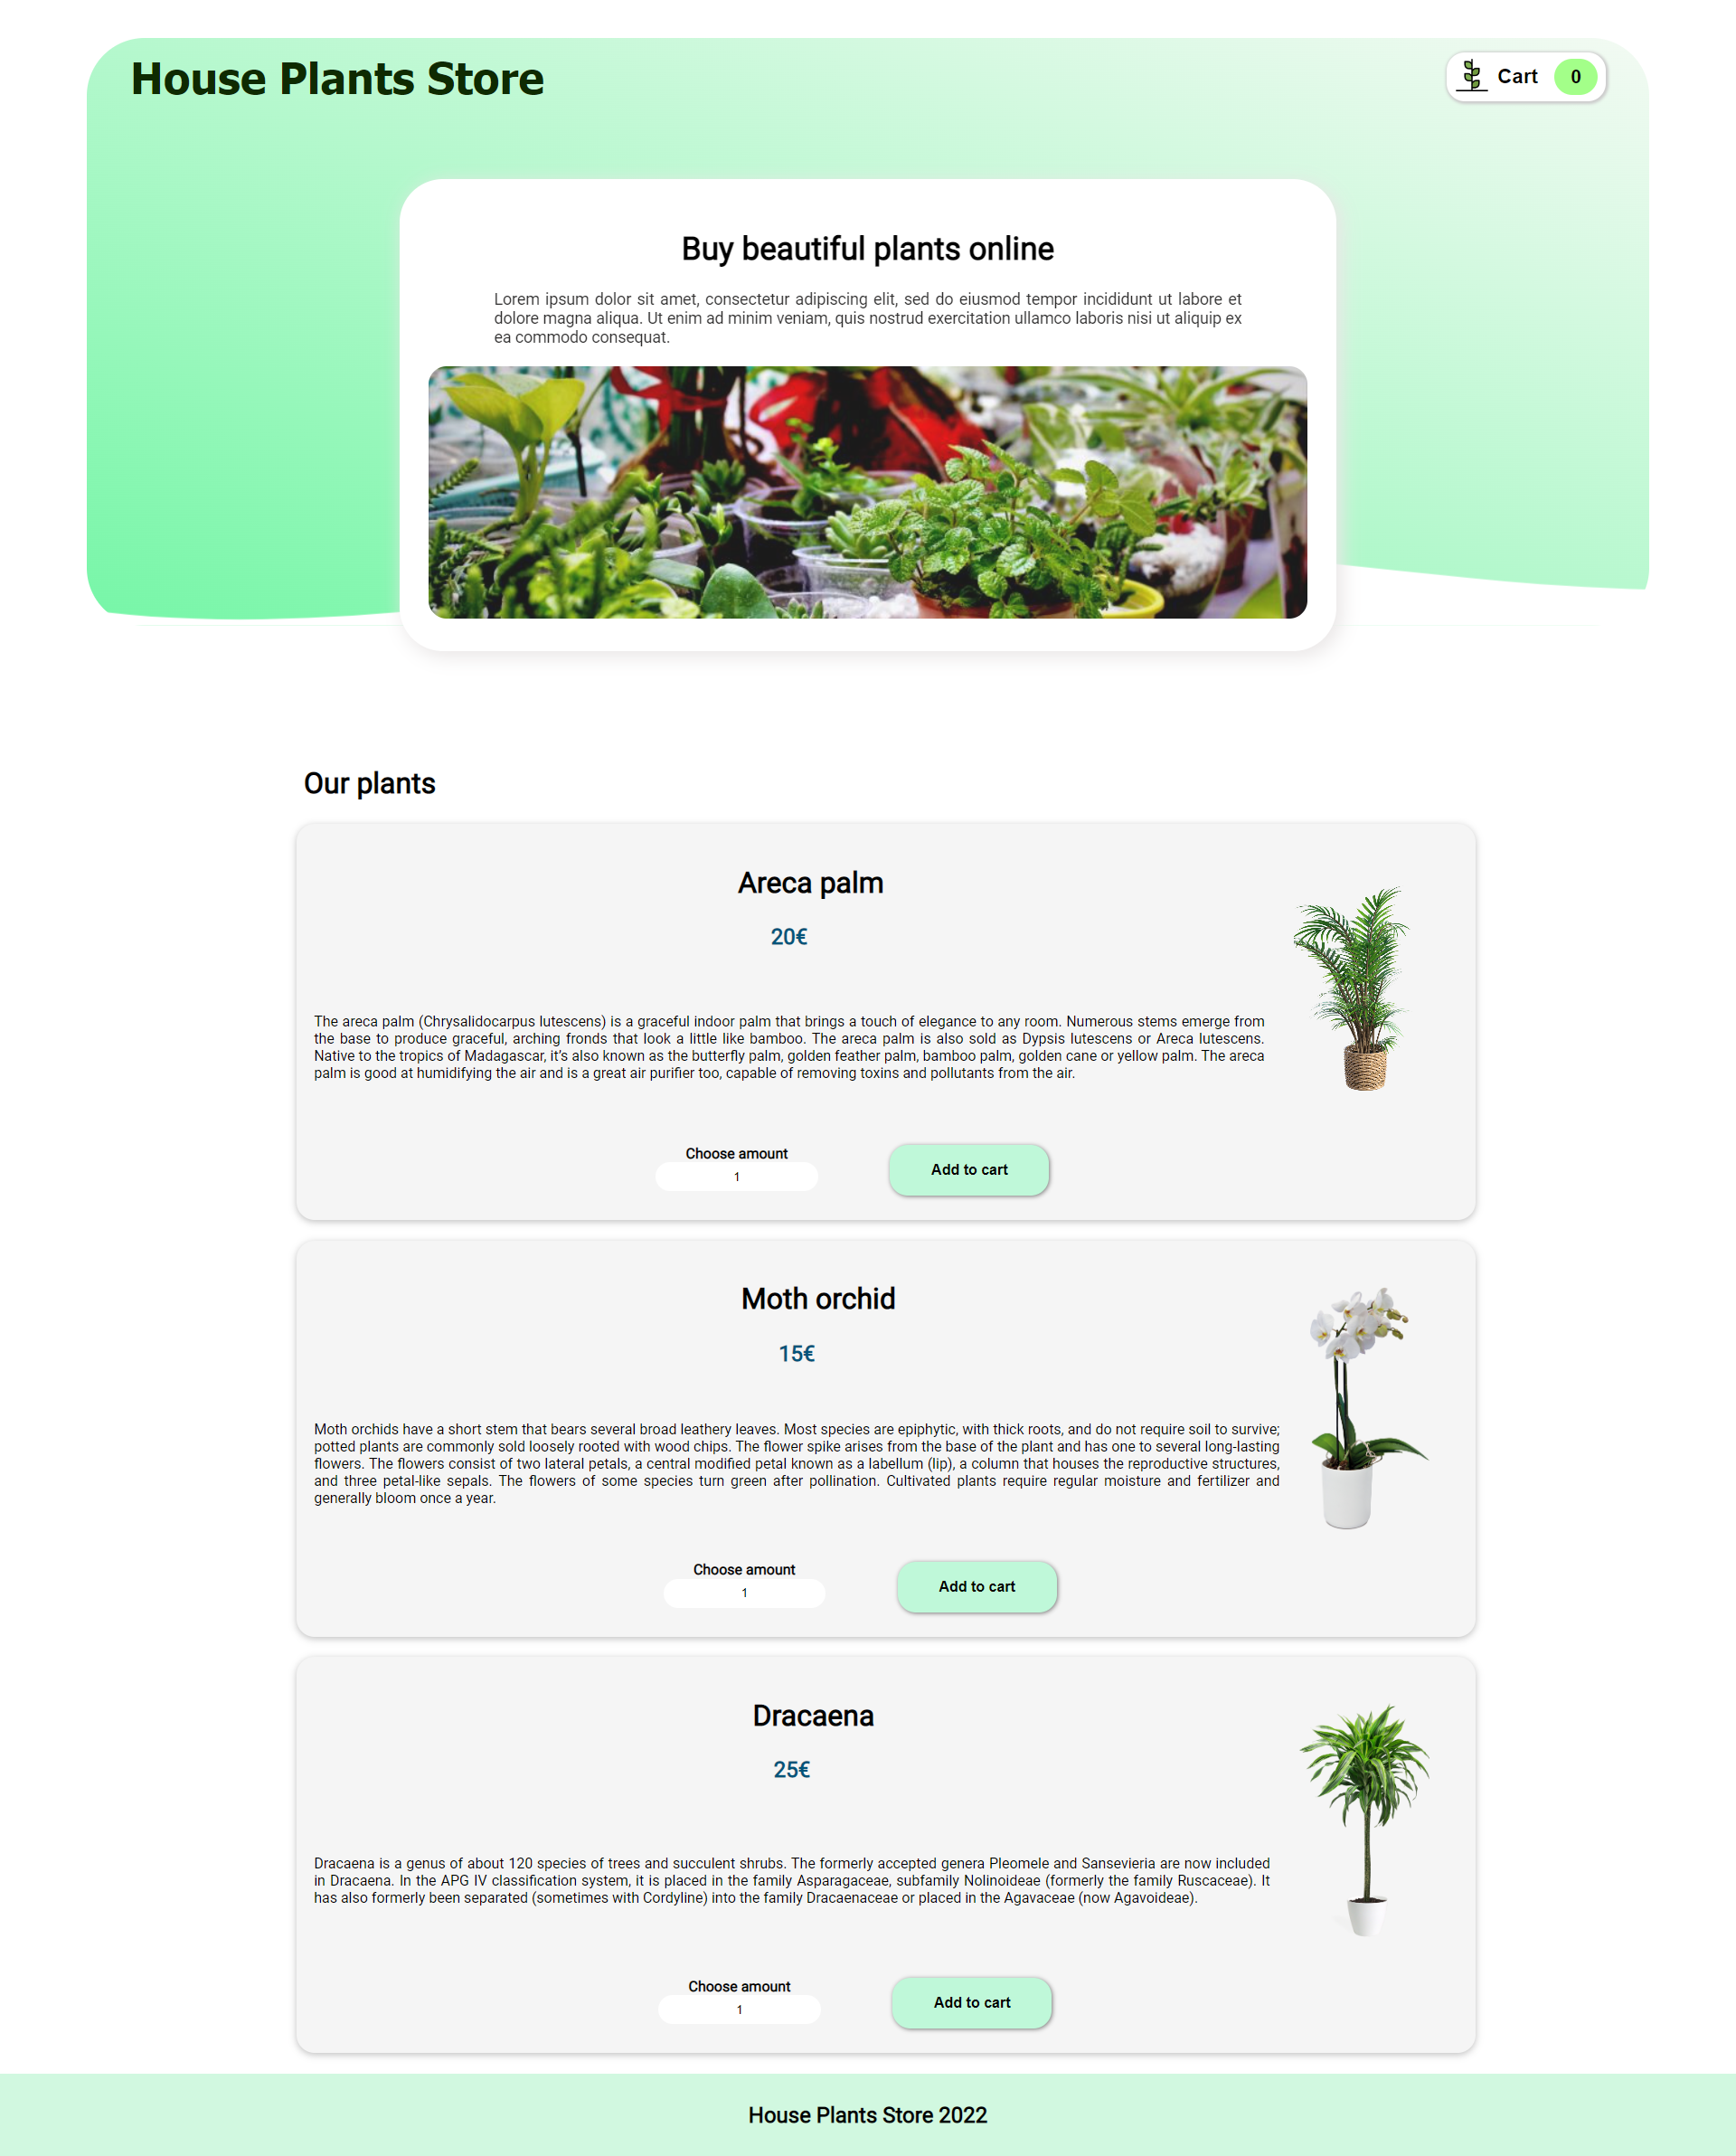 House Plants Store
Cart 0
Buy beautiful plants online
Lorem ipsum dolor sit amet, consectetur adipiscing elit, sed do eiusmod tempor incididunt ut labore et
dolore magna aliqua. Ut enim ad minim veniam, quis nostrud exercitation ullamco laboris nisi ut aliquip ex
ea commodo consequat.
Our plants
Areca palm
20€
The areca palm (Chrysalidocarpus lutescens) is a graceful indoor palm that brings a touch of elegance to any room. Numerous stems emerge from
the base to produce graceful, arching fronds that look a little like bamboo. The areca palm is also sold as Dypsis lutescens or Areca lutescens.
Native to the tropics of Madagascar, it's also known as the butterfly palm, golden feather palm, bamboo palm, golden cane or yellow palm. The areca
palm is good at humidifying the air and is a great air purifier too, capable of removing toxins and pollutants from the air.
Choose amount
1
Add to cart
Moth orchid
15€
Moth orchids have a short stem that bears several broad leathery leaves. Most species are epiphytic, with thick roots, and do not require soil to survive;
potted plants are commonly sold loosely rooted with wood chips. The flower spike arises from the base of the plant and has one to several long-lasting
flowers. The flowers consist of two lateral petals, a central modified petal known as a labellum (lip), a column that houses the reproductive structures,
and three petal-like sepals. The flowers of some species turn green after pollination. Cultivated plants require regular moisture and fertilizer and
generally bloom once a year.
Choose amount
1
Add to cart
Dracaena
25€
Dracaena is a genus of about 120 species of trees and succulent shrubs. The formerly accepted genera Pleomele and Sansevieria are now included
in Dracaena. In the APG IV classification system, it is placed in the family Asparagaceae, subfamily Nolinoideae (formerly the family Ruscaceae). It
has also formerly been separated (sometimes with Cordyline) into the family Dracaenaceae or placed in the Agavaceae (now Agavoideae).
Choose amount
1
Add to cart
House Plants Store 2022